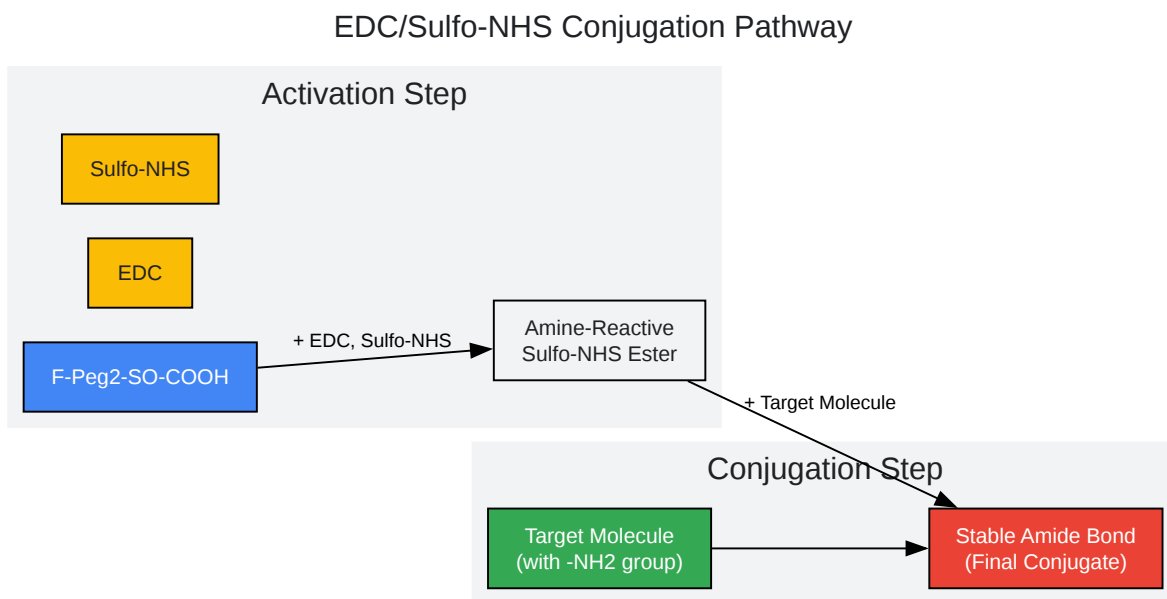 EDC/Sulfo-NHS Conjugation Pathway
Activation Step
Sulfo-NHS
EDC
F-Peg2-SO-COOH
+ EDC, Sulfo-NHS
Amine-Reactive
Sulfo-NHS Ester
+ Target Molecule
Conjugation Step
Target Molecule
(with -NH2 group)
Stable Amide Bond
(Final Conjugate)